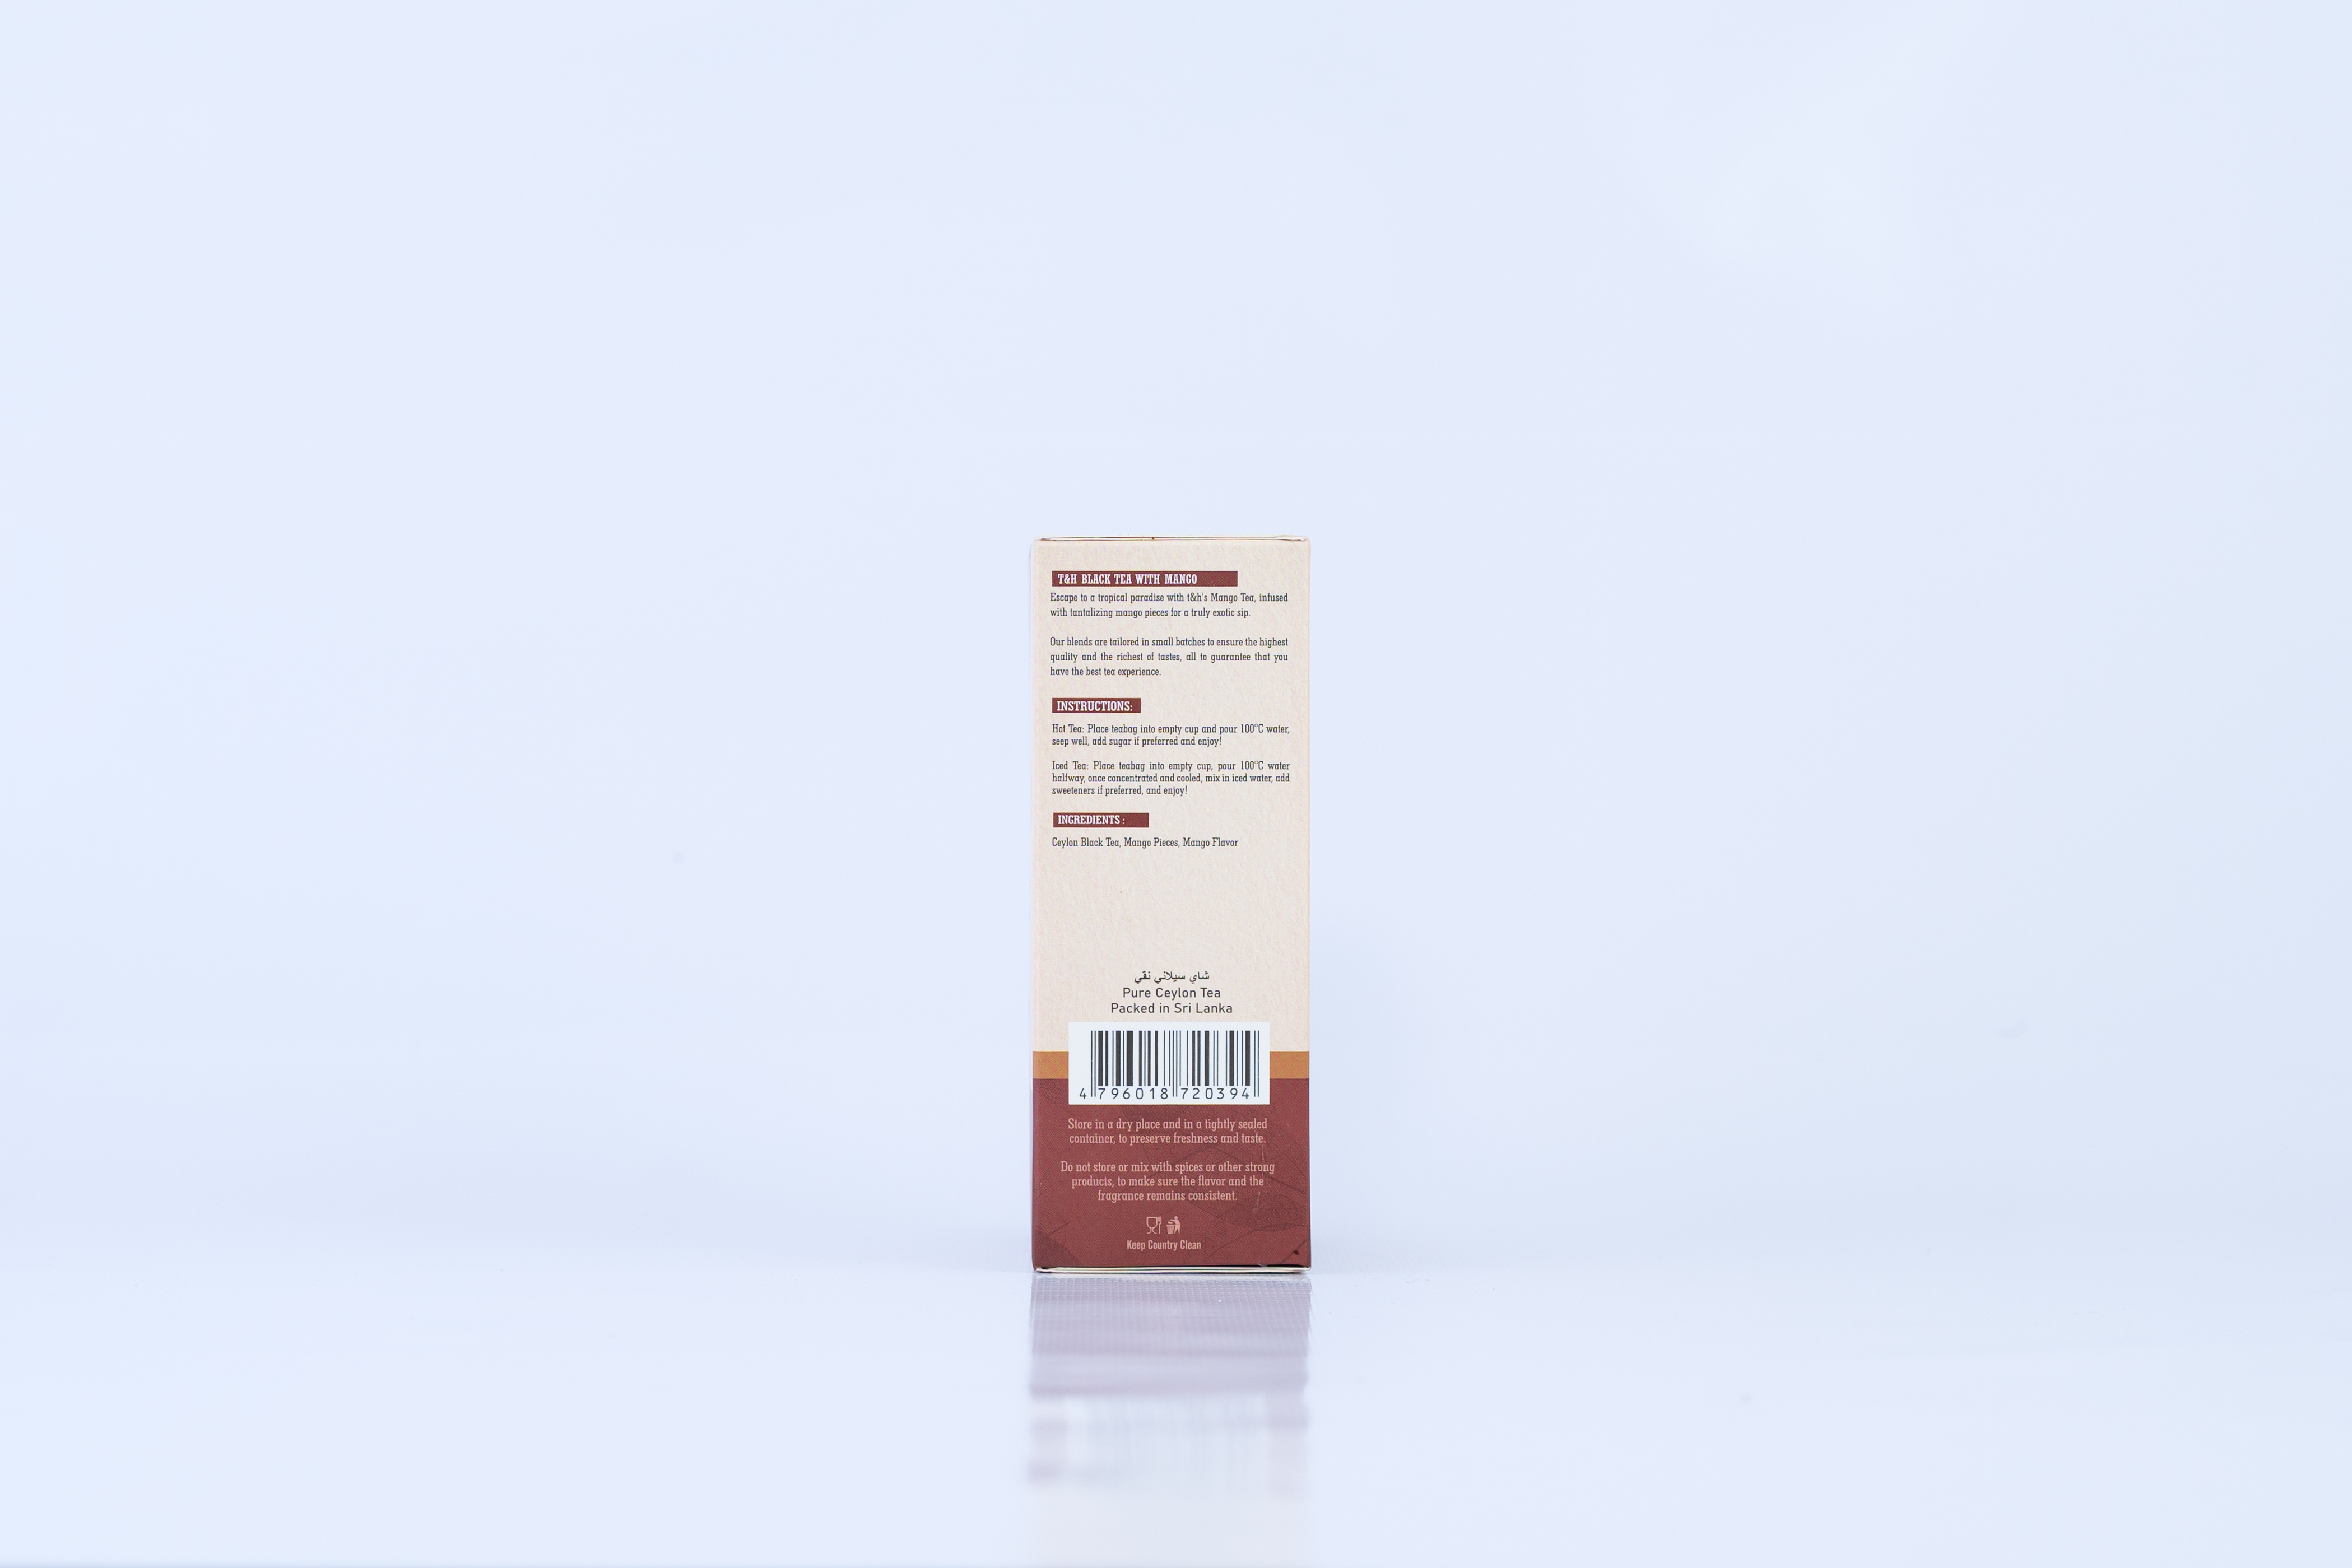 T&H BLACK TEA WITH MANGO
Escape to a tropical paradise with t&h's Mango Tea, infused
with tantalizing mango pieces for a truly exotic sip.
Our blends are tailored in small batches to ensure the highest
quality and the richest of tastes, all to guarantee that you
have the best tea experience.
INSTRUCTIONS:
Hot Tea: Place teabag into empty cup and pour 100°C water,
seep well, add sugar if preferred and enjoy!
Iced Tea: Place teabag into empty cup, pour 100°C water
halfway, once concentrated and cooled, mix in iced water, add
sweeteners if preferred, and enjoy!
INGREDIENTS :
Ceylon Black Tea, Mango Pieces, Mango Flavor
شاي سيلاني نقي
Pure Ceylon Tea
Packed in Sri Lanka
4 796018 720394
Store in a dry place and in a tightly sealed
container, to preserve freshness and taste.
Do not store or mix with spices or other strong
products, to make sure the flavor and the
fragrance remains consistent.
Keep Country Clean